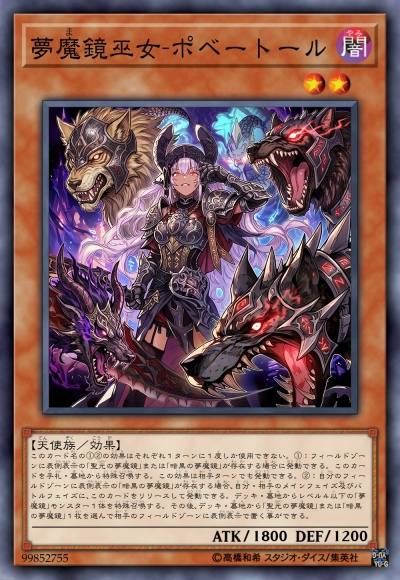 夢魔鏡巫女-ポベートール
闇
【天使族／効果】
このカード名の①②の効果はそれぞれ１ターンに１度しか使用できない。①：フィールドゾーンに表側表示の「聖元の夢魔鏡」または「暗黒の夢魔鏡」が存在する場合に発動できる。このカードを手札・墓地から特殊召喚する。この効果は相手ターンでも発動できる。②：自分のフィールドゾーンに表側表示の「暗黒の夢魔鏡」が存在する場合、自分・相手のメインフェイズ及びバトルフェイズに、このカードをリリースして発動できる。デッキ・墓地からレベル４以下の「夢魔鏡」モンスター１体を特殊召喚する。その後、デッキ・墓地から「聖元の夢魔鏡」または「暗黒の夢魔鏡」１枚を選んで相手のフィールドゾーンに表側表示で置く事ができる。
ATK/1800 DEF/1200
99852755
©高橋和希 スタジオ・ダイス/集英社